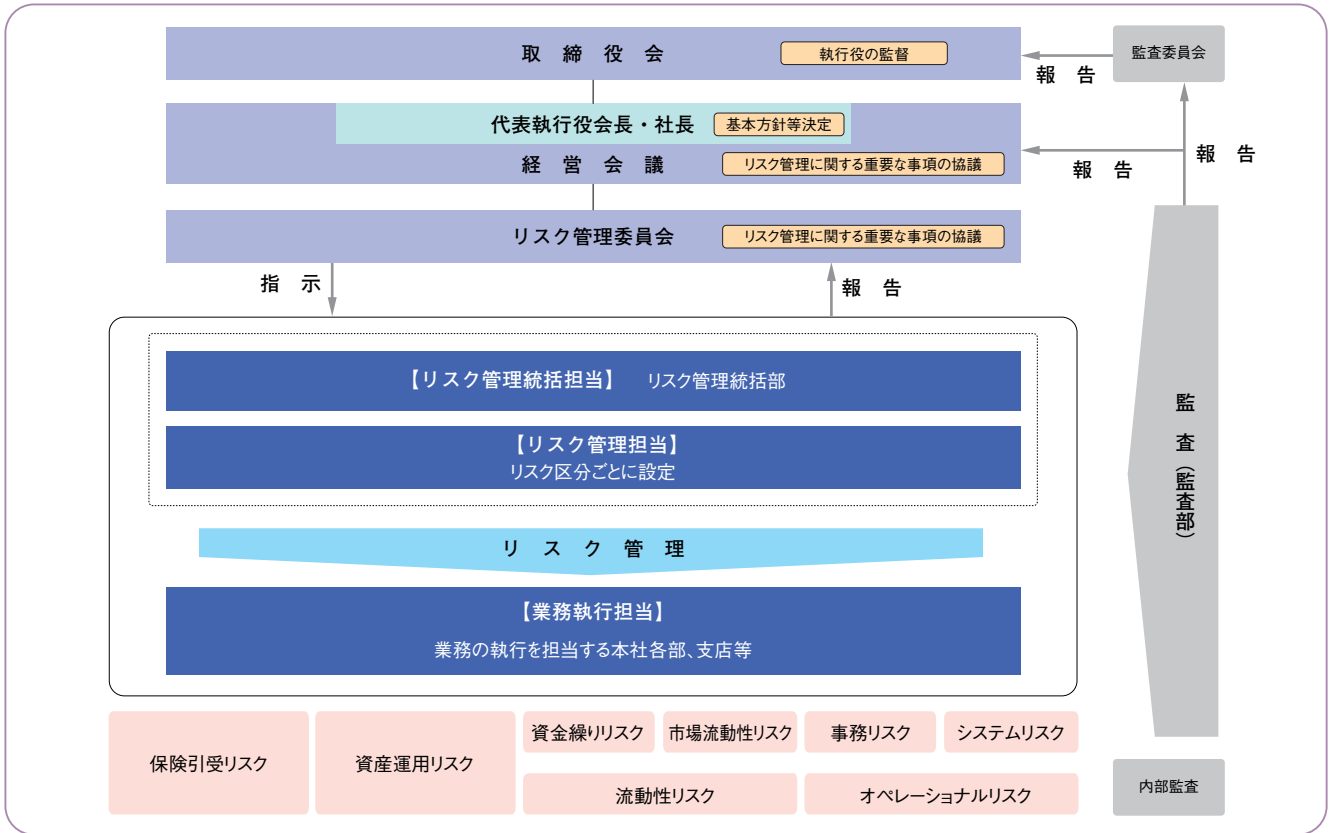 取締役会
執行役の監督
監査委員会
報告
代表執行役会長・社長
基本方針等決定
経営会議
リスク管理に関する重要な事項の協議
報告
報告
リスク管理委員会
リスク管理に関する重要な事項の協議
指示
報告
【リスク管理統括担当】 リスク管理統括部
【リスク管理担当】
リスク区分ごとに設定
リスク管理
【業務執行担当】
業務の執行を担当する本社各部、支店等
監査（監査部）
保険引受リスク
資産運用リスク
資金繰りリスク
市場流動性リスク
事務リスク
システムリスク
流動性リスク
オペレーショナルリスク
内部監査